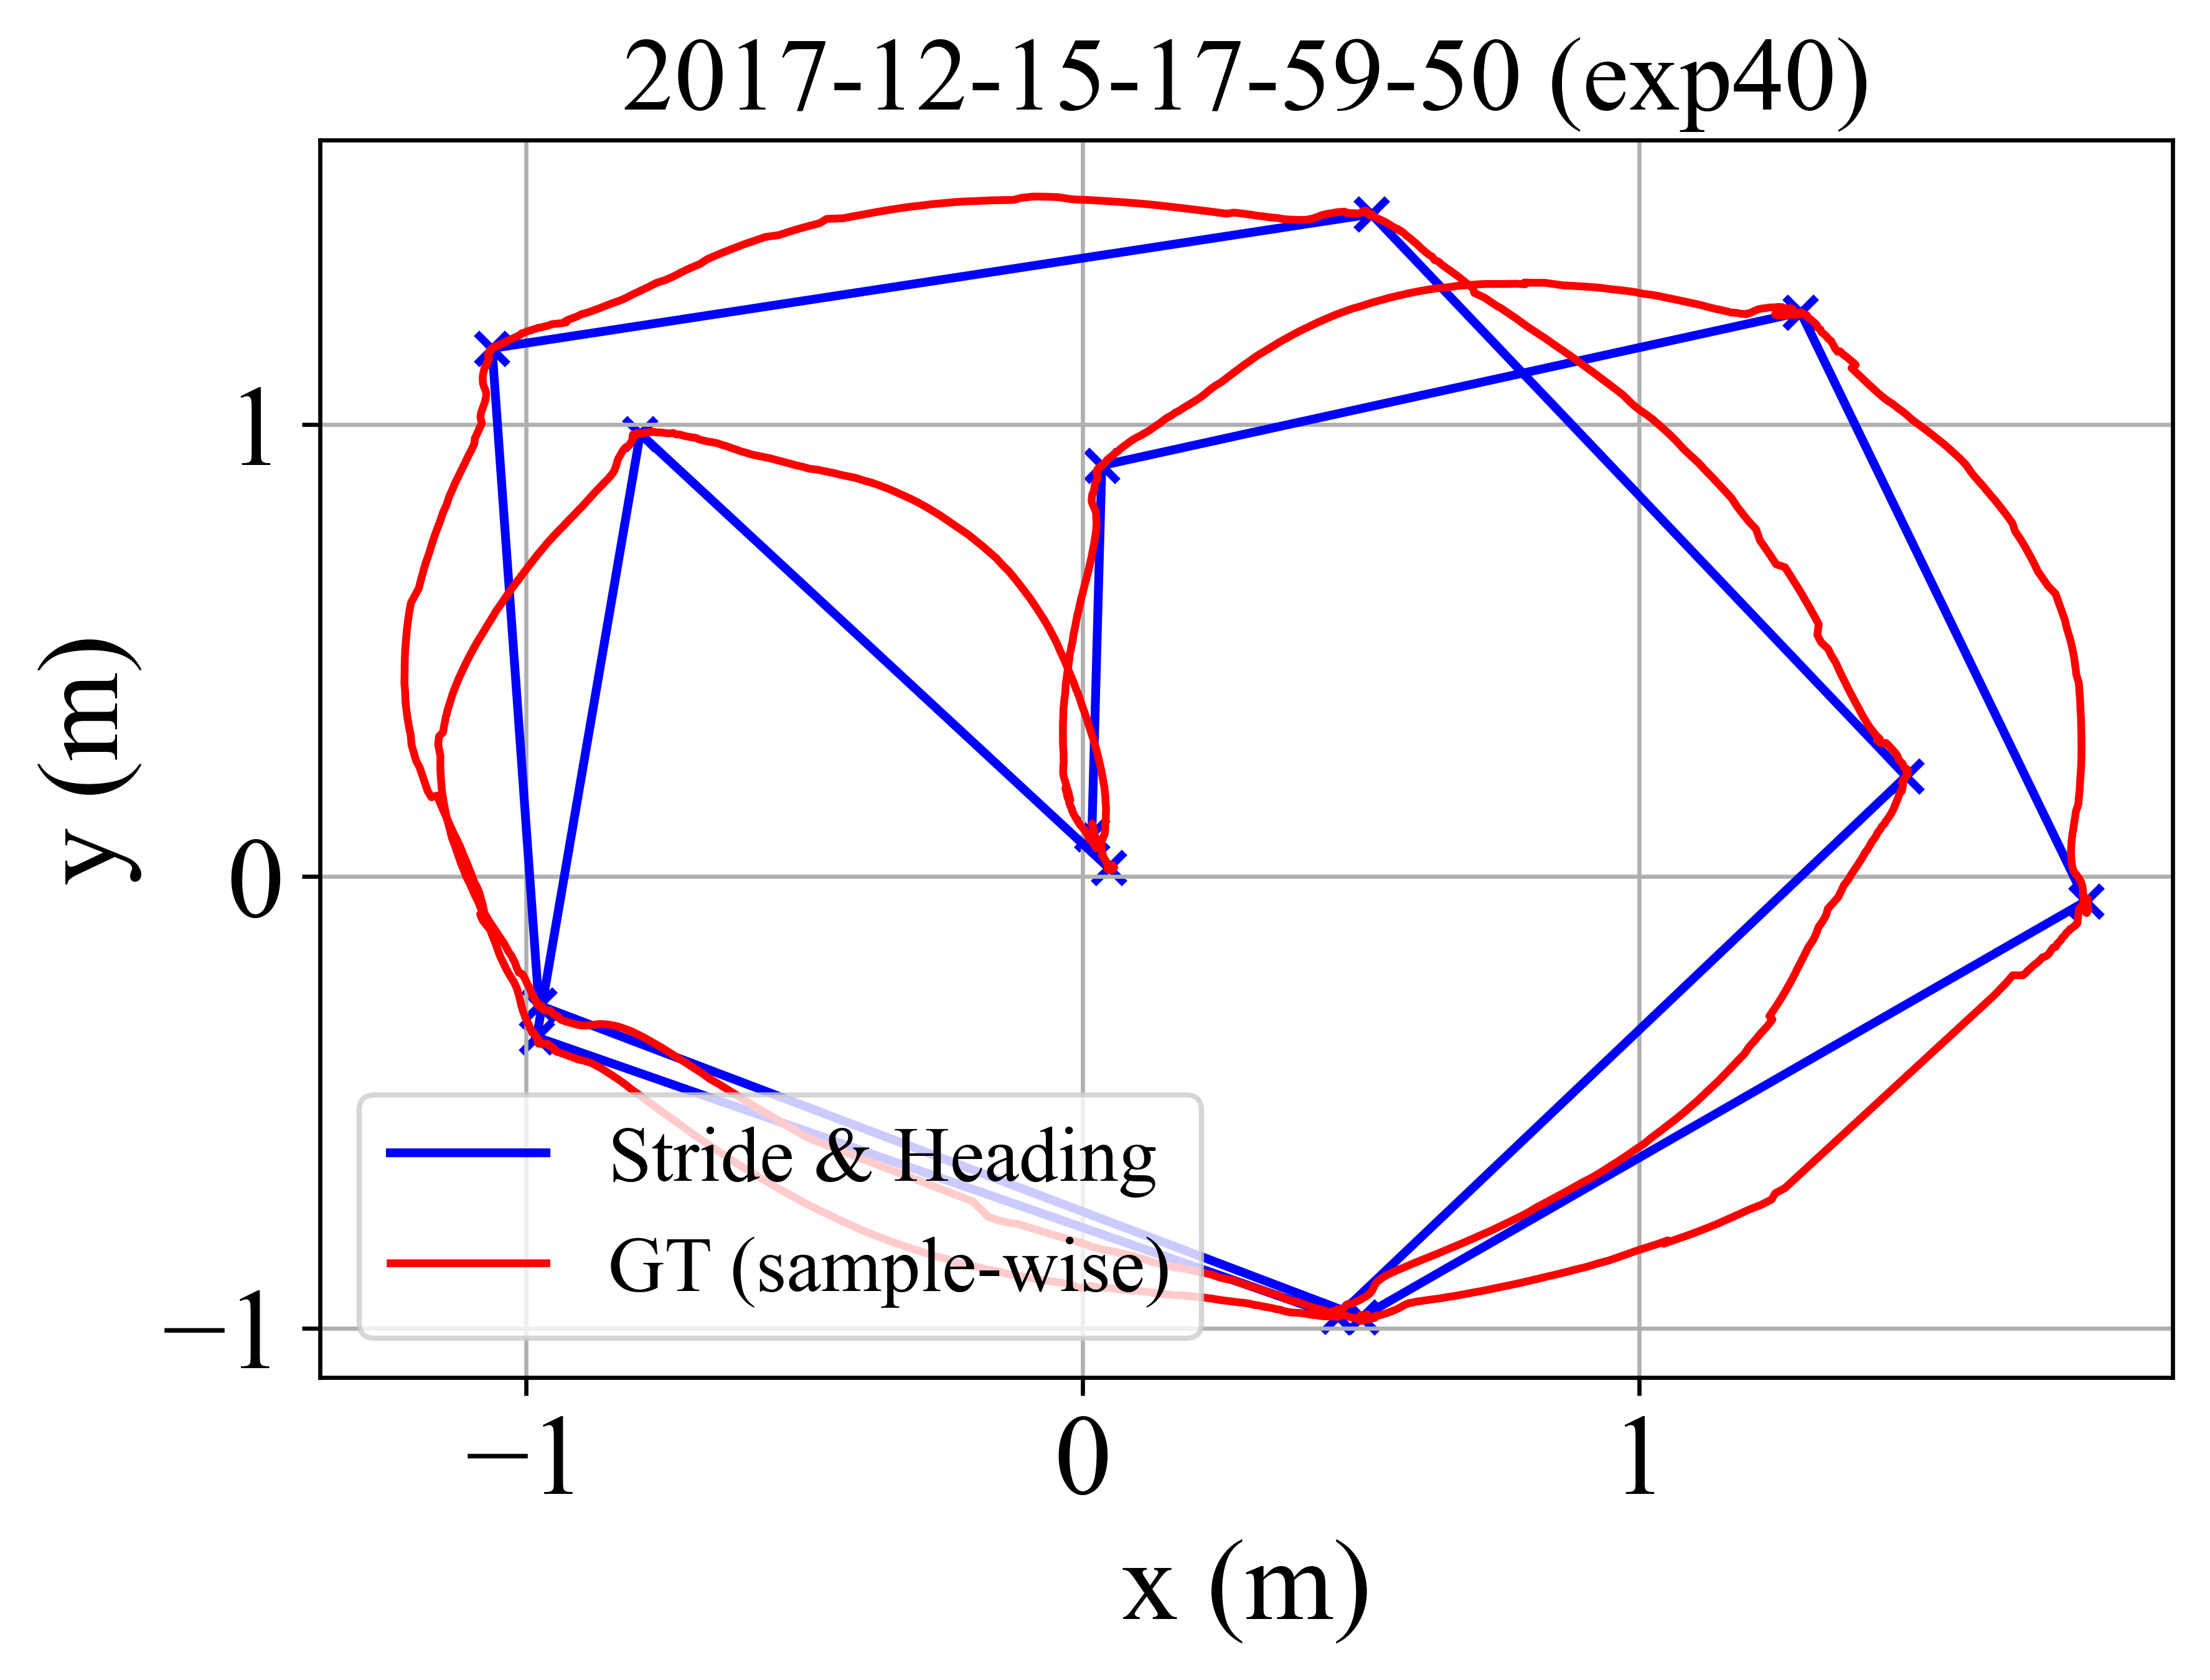 2017-12-15-17-59-50 (exp40)
y (m)
1
0
−1
Stride & Heading
GT (sample-wise)
−1
0
1
x (m)